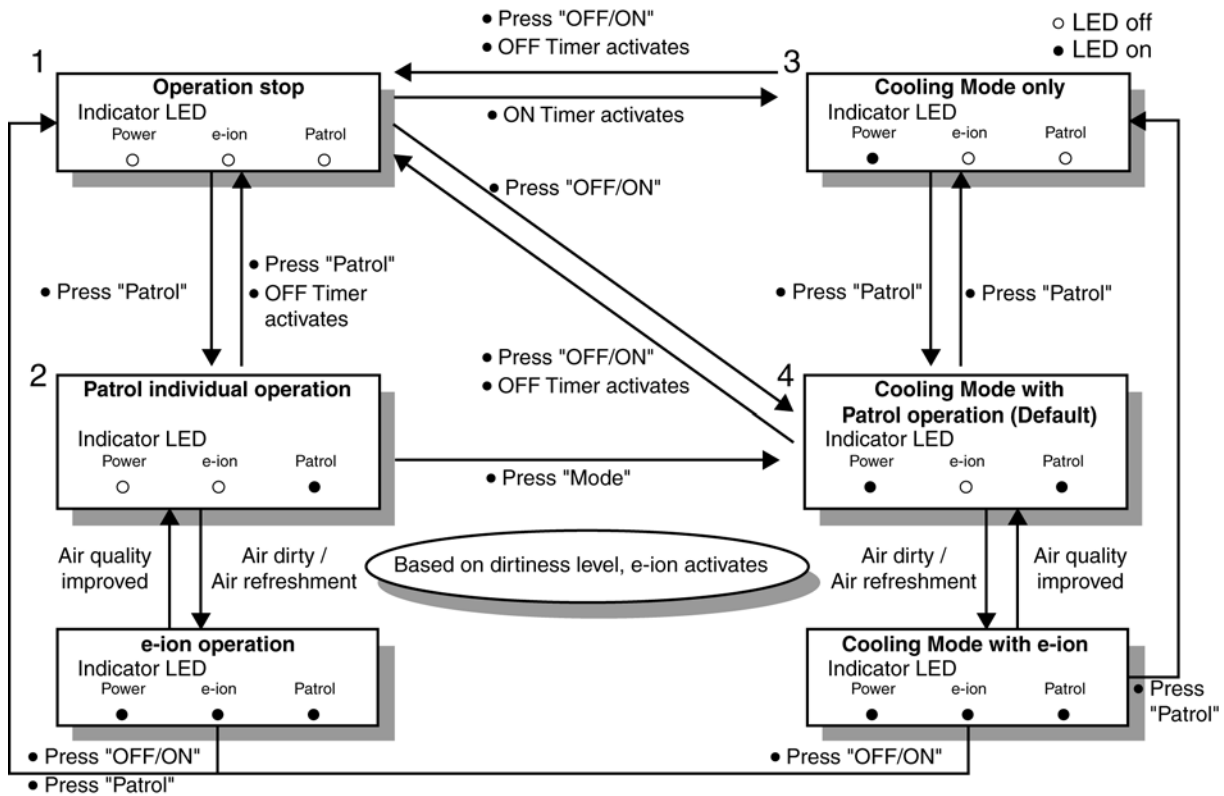 ● Press "OFF/ON"
● OFF Timer activates
○ LED off
● LED on
1
Operation stop
Indicator LED
Power e-ion Patrol
● ON Timer activates
3
Cooling Mode only
Indicator LED
Power e-ion Patrol
● Press "OFF/ON"
● Press "Patrol"
● Press "Patrol"
● OFF Timer
activates
● Press "Patrol"
● Press "Patrol"
● Press "OFF/ON"
● OFF Timer activates
2
Patrol individual operation
Indicator LED
Power e-ion Patrol
● Press "Mode"
4
Cooling Mode with
Patrol operation (Default)
Indicator LED
Power e-ion Patrol
Air quality
improved
Air dirty /
Air refreshment
Based on dirtiness level, e-ion activates
Air dirty /
Air refreshment
Air quality
improved
e-ion operation
Indicator LED
Power e-ion Patrol
Cooling Mode with e-ion
Indicator LED
Power e-ion Patrol
● Press
"Patrol"
● Press "OFF/ON"
● Press "Patrol"
● Press "OFF/ON"